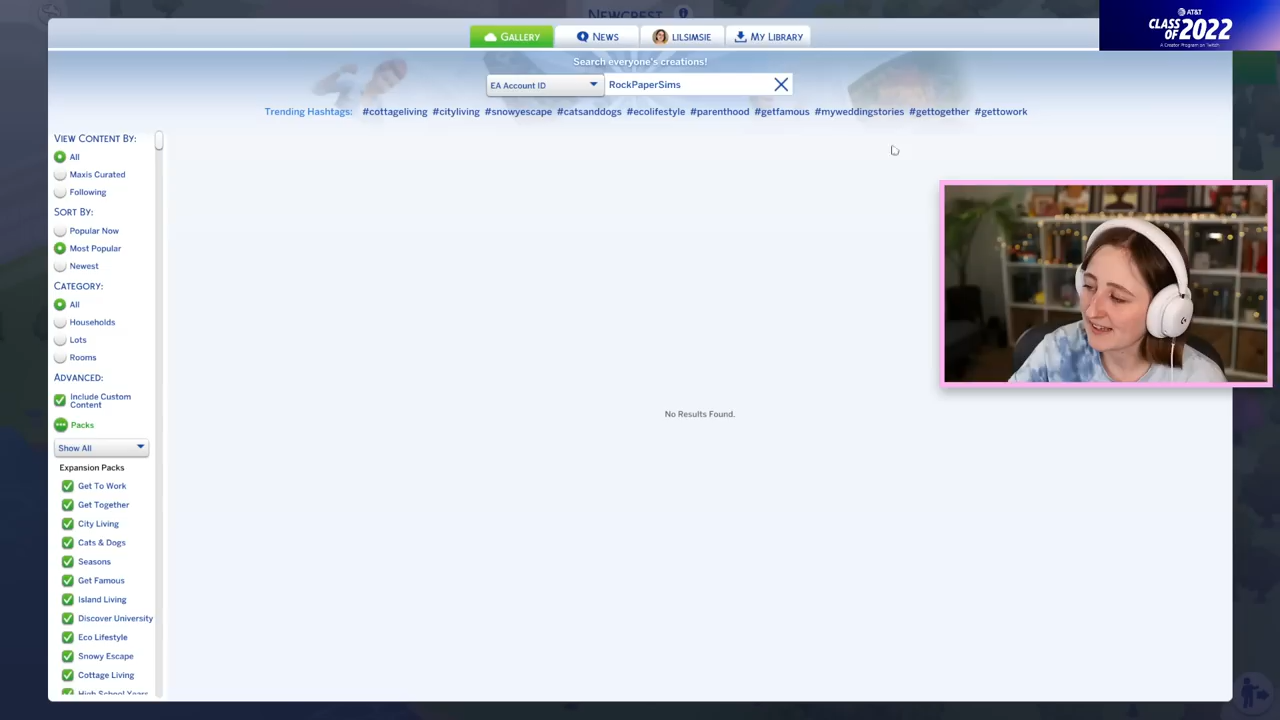 NEWCREST
AT&T
CLASS
OF 2022
A Creator Program on Twitch
GALLERY
NEWS
LILSIMSIE
MY LIBRARY
Search everyone's creations!
EA Account ID
RockPaperSims
Trending Hashtags: #cottageliving #cityliving #snowyescape #catsanddogs #ecolifestyle #parenthood #getfamous #myweddingstories #gettogether #gettowork
VIEW CONTENT BY:
All
Maxis Curated
Following
SORT BY:
Popular Now
Most Popular
Newest
CATEGORY:
All
Households
Lots
Rooms
ADVANCED:
Include Custom
Content
Packs
Show All
Expansion Packs
Get To Work
Get Together
City Living
Cats & Dogs
Seasons
Get Famous
Island Living
Discover University
Eco Lifestyle
Snowy Escape
Cottage Living
High School Years
No Results Found.